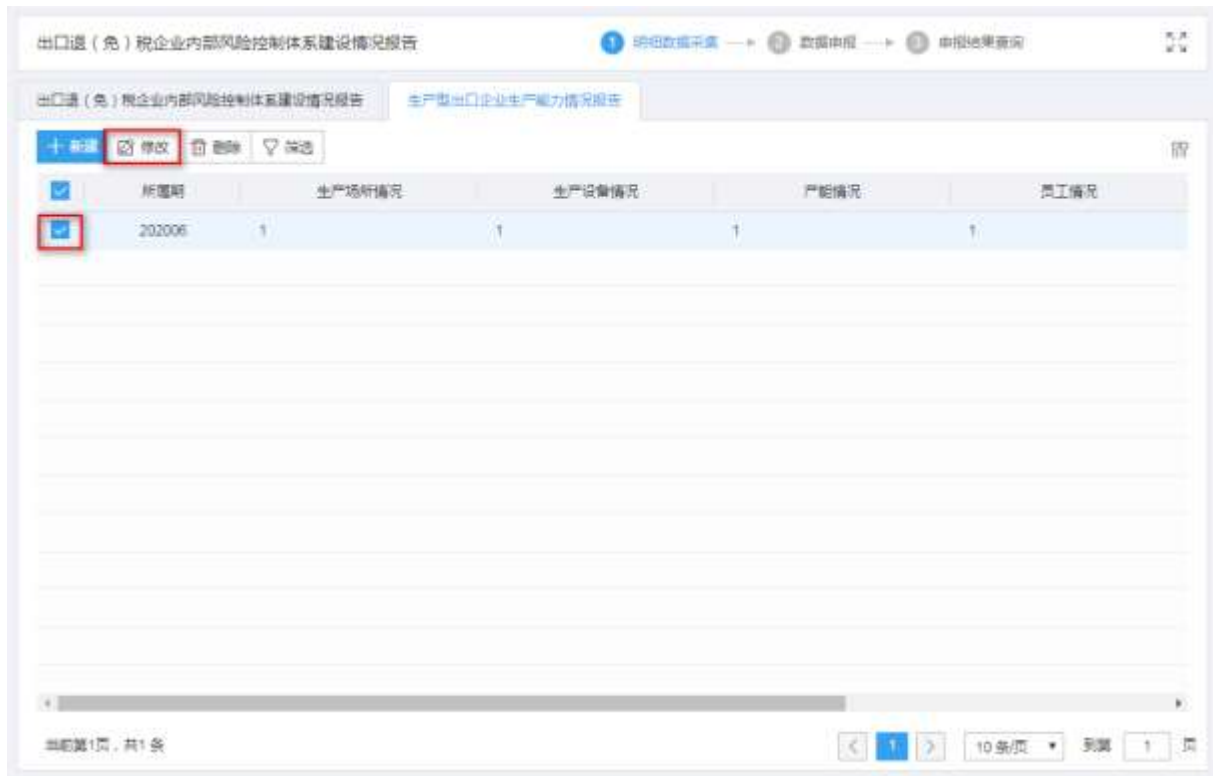 出口退（免）税企业内部风险控制体系建设情况报告 1 明细数据采集 2 数据申报 3 申报结果查询
出口退（免）税企业内部风险控制体系建设情况报告 生产型出口企业生产能力情况报告
新建 修改 删除 筛选
所属期 生产场所情况 生产设备情况 产能情况 员工情况
202006 1 1 1 1
当前第1页，共1 条 < 1 > 10 条/页 到第 1 页